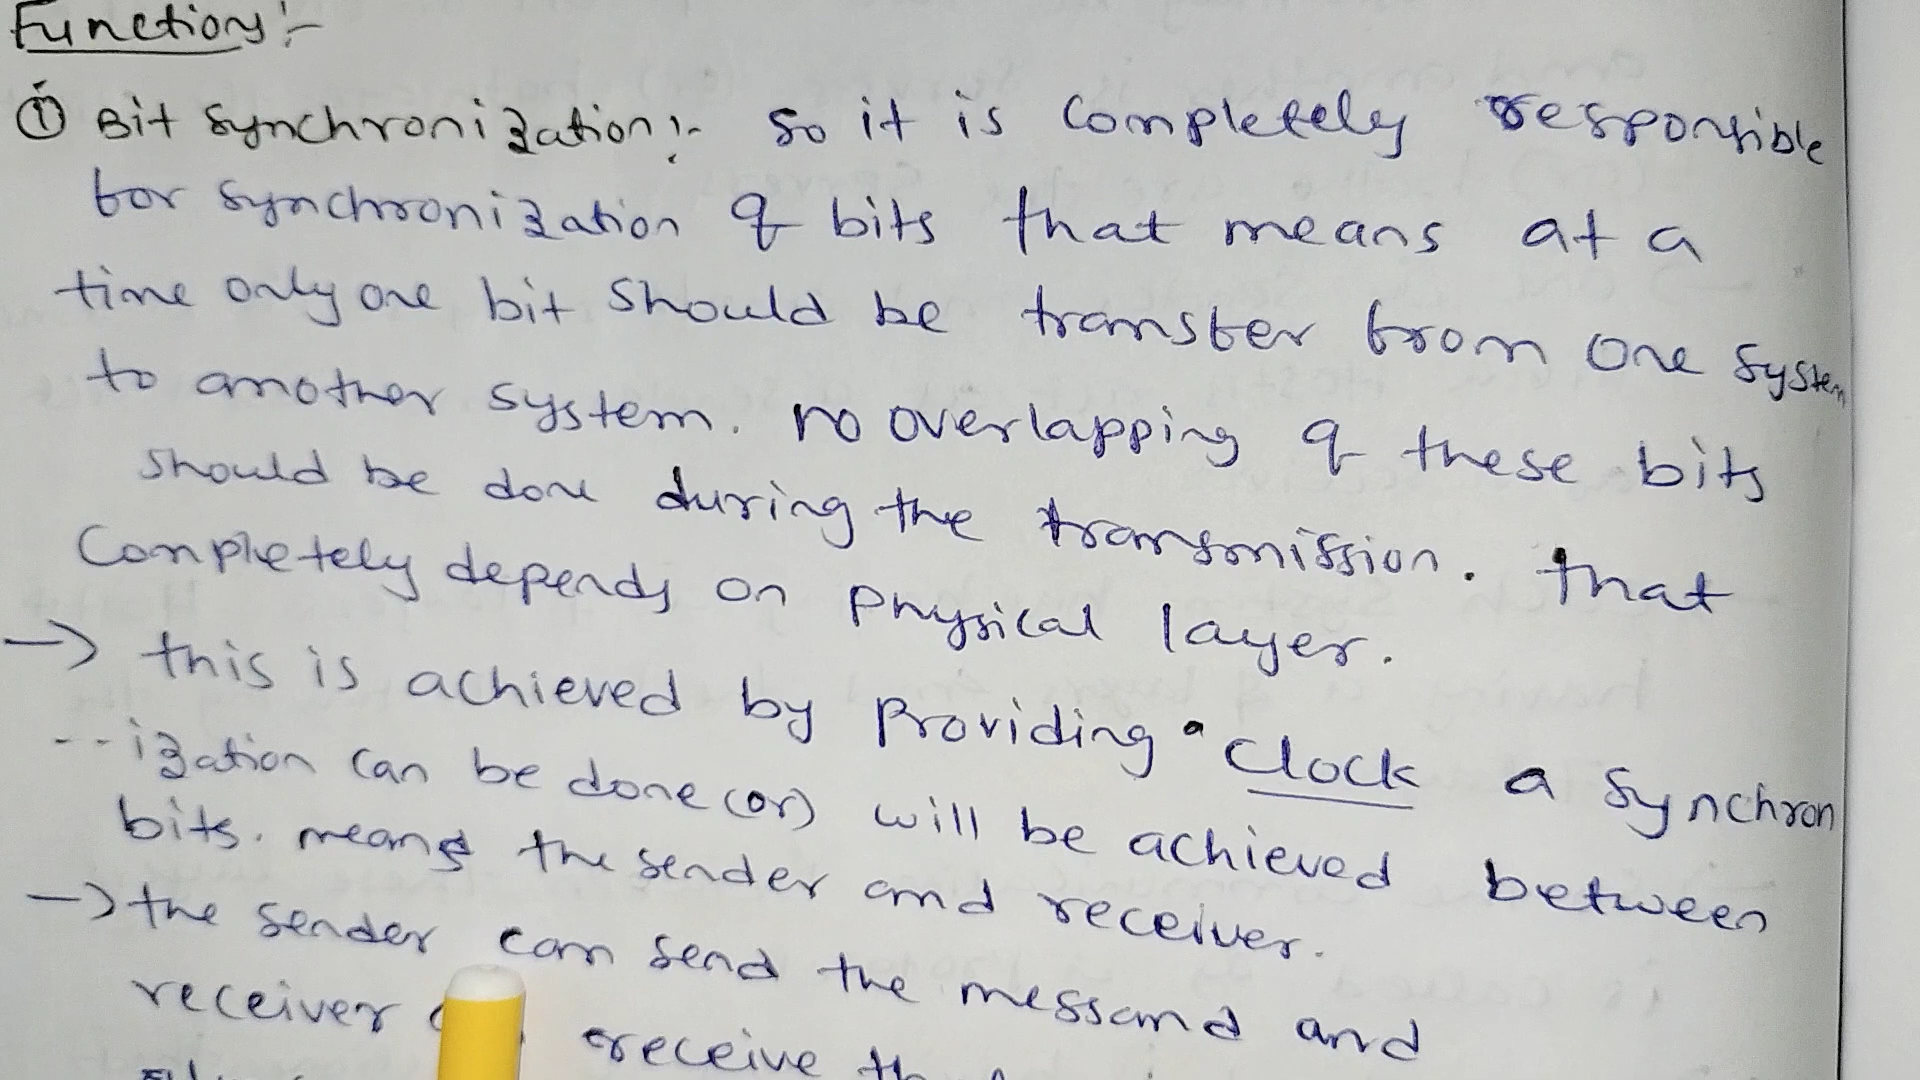 Functions:-
① Bit Synchronization:- So it is Completely responsible
for Synchronization of bits that means at a
time only one bit Should be transfer from one System
to another system. no overlapping of these bits
should be done during the transmission. that
Completely depends on Physical layer.
-> this is achieved by Providing a Clock a Synchron
--ization can be done (or) will be achieved between
bits. means the sender and receiver.
-> the sender can send the messand and
receiver receive